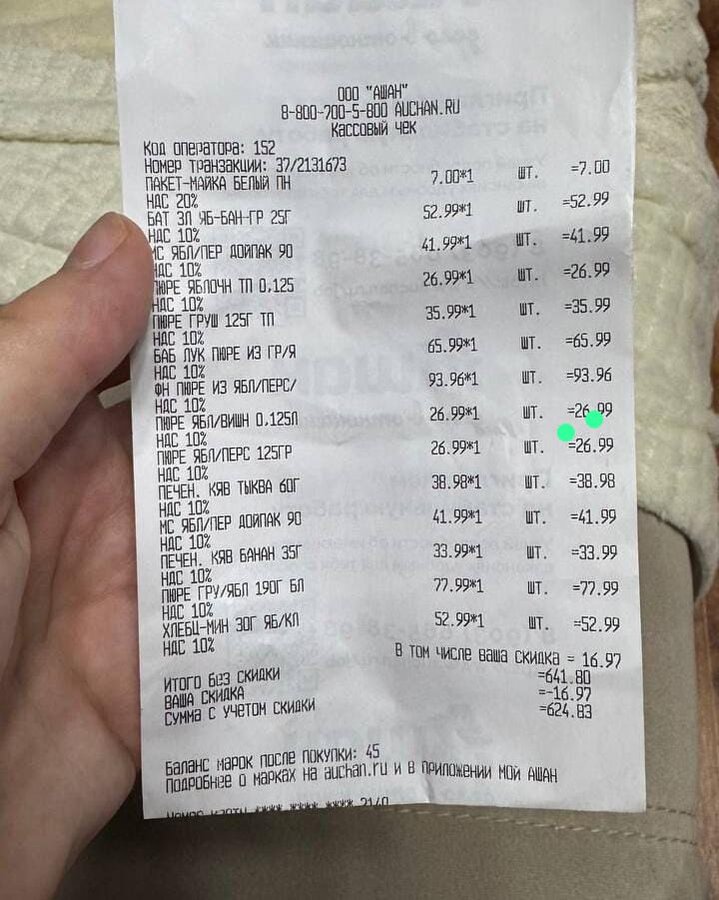 ООО "АШАН"
8-800-700-5-800 AUCHAN.RU
Кассовый чек
Код оператора: 152
Номер транзакции: 37/2131673
ПАКЕТ-МАЙКА БЕЛЫЙ ПН 7.00*1 ШТ. =7.00
НДС 20%
БАТ ЗЛ ЯБ-БАН-ГР 25Г 52.99*1 ШТ. =52.99
НДС 10%
МС ЯБЛ/ПЕР ДОЙПАК 90 41.99*1 ШТ. =41.99
НДС 10%
ПЮРЕ ЯБЛОЧН ТП 0,125 26.99*1 ШТ. =26.99
НДС 10%
ПЮРЕ ГРУШ 125Г ТП 35.99*1 ШТ. =35.99
НДС 10%
БАБ ЛУК ПЮРЕ ИЗ ГР/Я 65.99*1 ШТ. =65.99
НДС 10%
ФН ПЮРЕ ИЗ ЯБЛ/ПЕРС/ 93.96*1 ШТ. =93.96
НДС 10%
ПЮРЕ ЯБЛ/ВИШН 0,125Л 26.99*1 ШТ. =26.99
НДС 10%
ПЮРЕ ЯБЛ/ПЕРС 125ГР 26.99*1 ШТ. =26.99
НДС 10%
ПЕЧЕН. КЯВ ТЫКВА 60Г 38.98*1 ШТ. =38.98
НДС 10%
МС ЯБЛ/ПЕР ДОЙПАК 90 41.99*1 ШТ. =41.99
НДС 10%
ПЕЧЕН. КЯВ БАНАН 35Г 33.99*1 ШТ. =33.99
НДС 10%
ПЮРЕ ГРУ/ЯБЛ 190Г БЛ 77.99*1 ШТ. =77.99
НДС 10%
ХЛЕБЦ-МИН 30Г ЯБ/КЛ 52.99*1 ШТ. =52.99
НДС 10%
В том числе ваша скидка = 16.97
ИТОГО БЕЗ СКИДКИ =641.80
ВАША СКИДКА =-16.97
СУММА С УЧЕТОМ СКИДКИ =624.83
Баланс марок после покупки: 45
Подробнее о марках на auchan.ru и в приложении мой АШАН